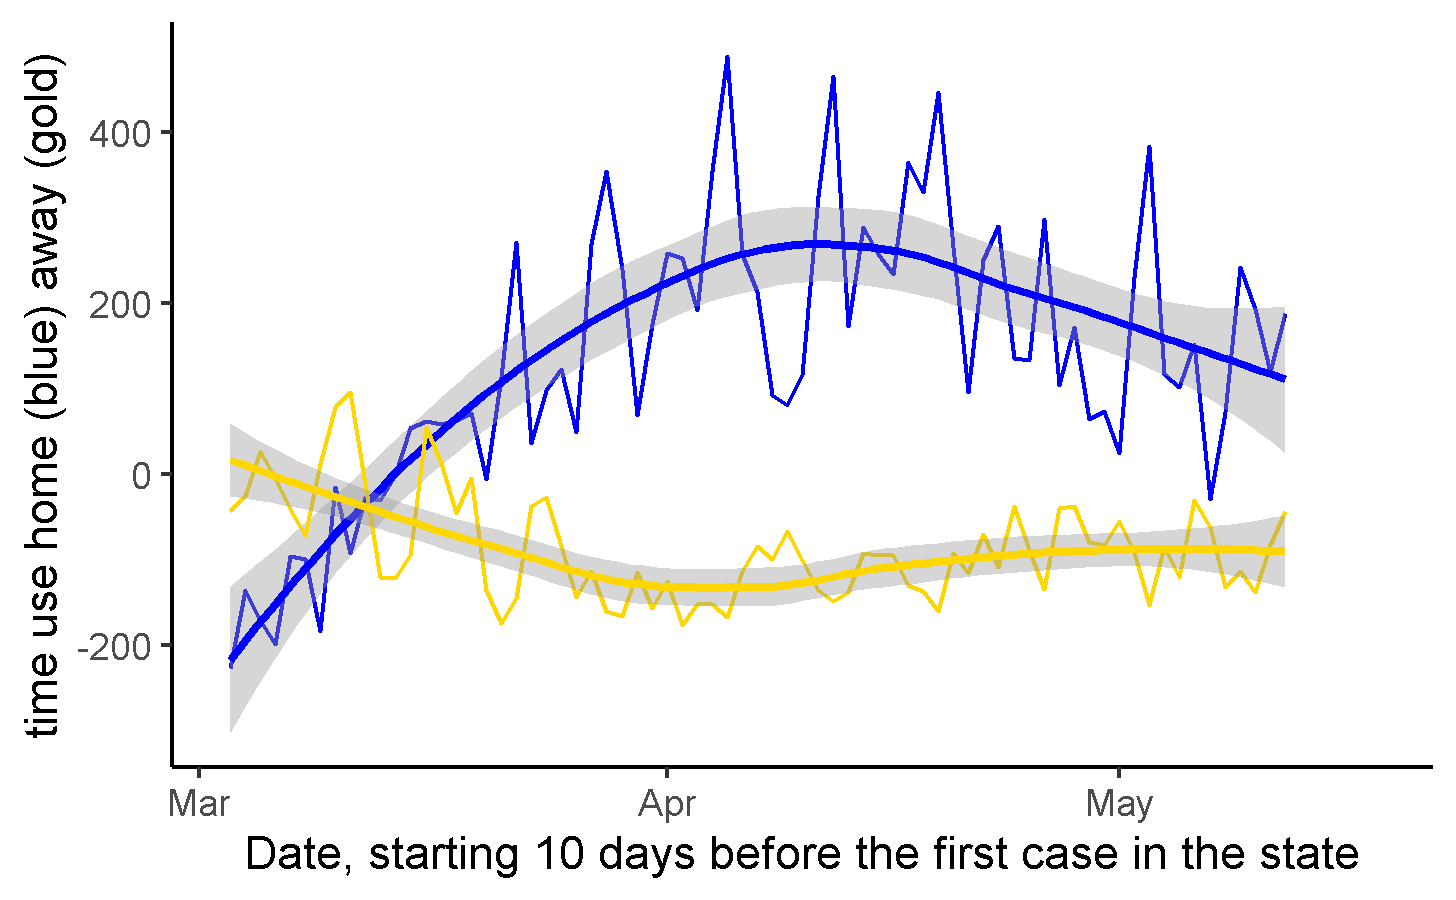 time use home (blue) away (gold)
400
200
0
-200
Mar Apr May
Date, starting 10 days before the first case in the state